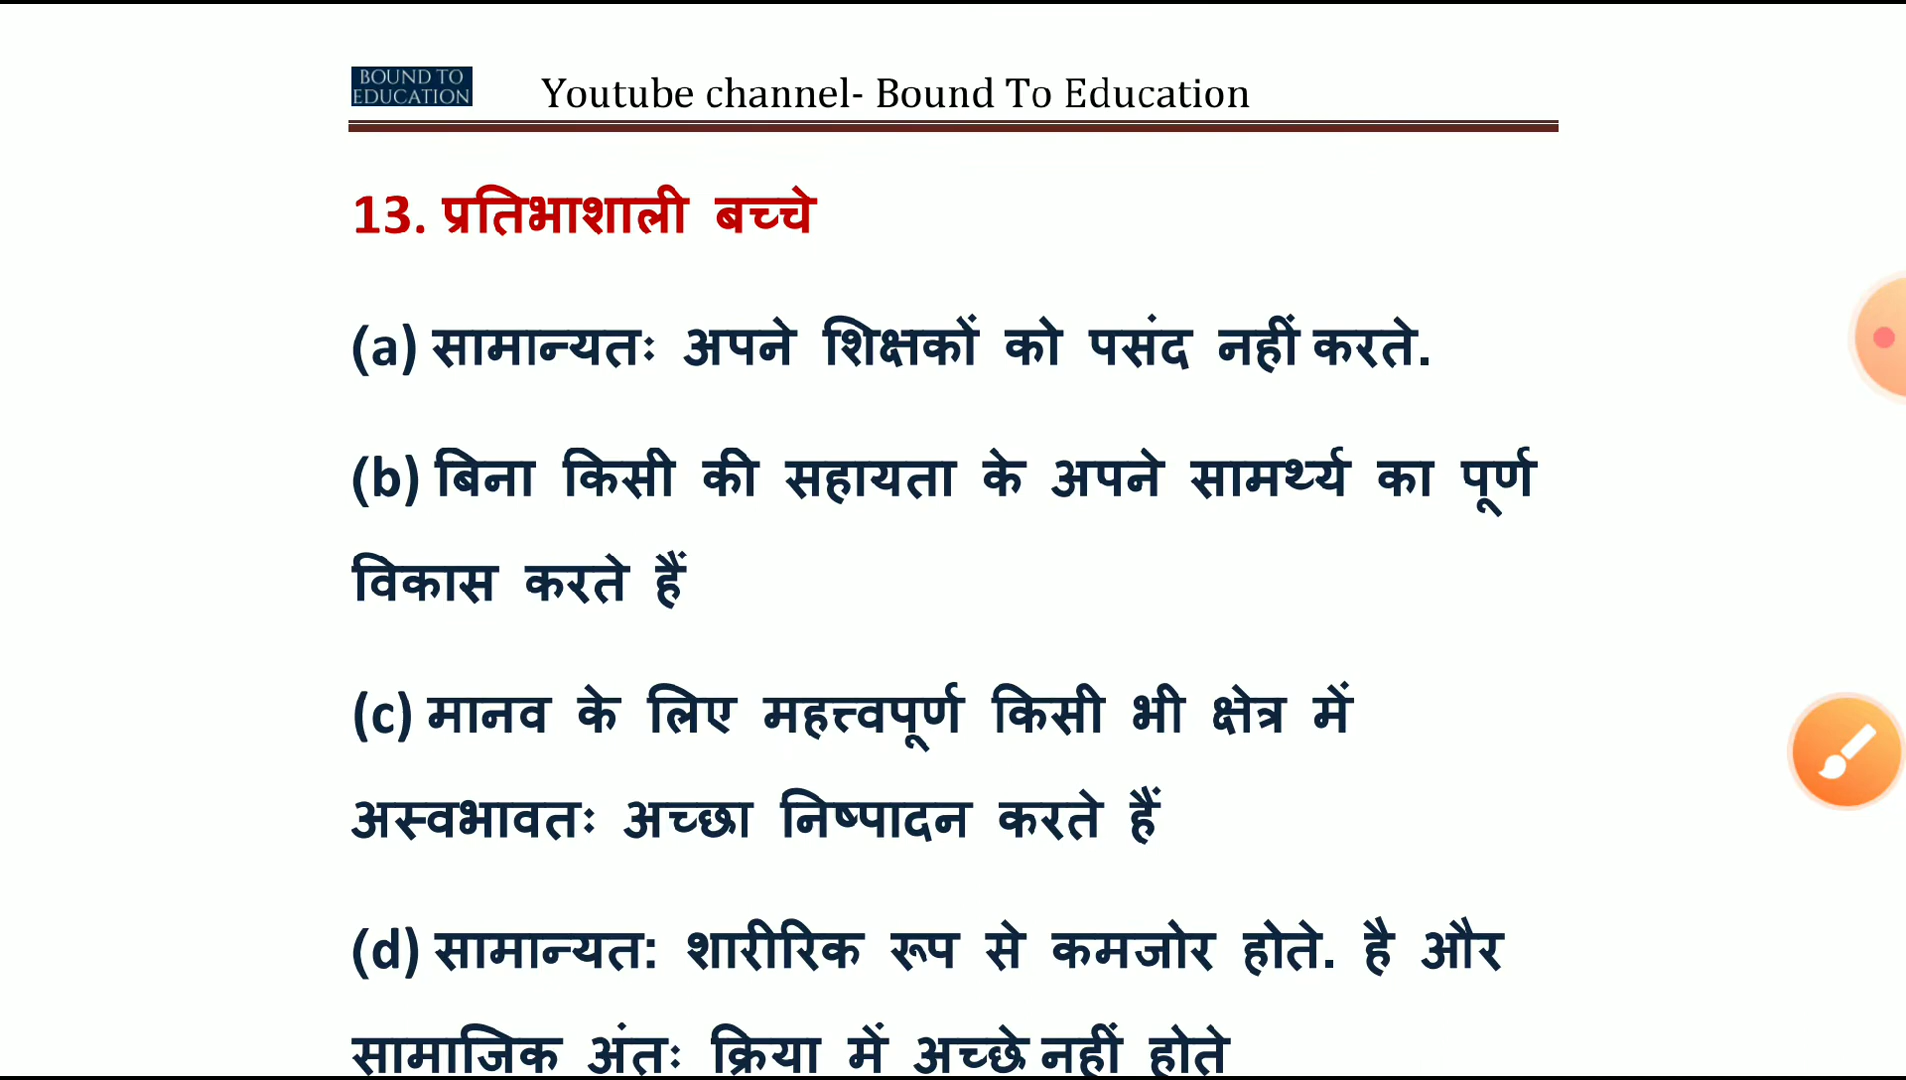 BOUND TO
EDUCATION
Youtube channel- Bound To Education
13. प्रतिभाशाली बच्चे
(a) सामान्यतः अपने शिक्षकों को पसंद नहीं करते.
(b) बिना किसी की सहायता के अपने सामर्थ्य का पूर्ण
विकास करते हैं
(c) मानव के लिए महत्त्वपूर्ण किसी भी क्षेत्र में
अस्वभावतः अच्छा निष्पादन करते हैं
(d) सामान्यत: शारीरिक रूप से कमजोर होते. है और
सामाजिक अंतः क्रिया में अच्छे नहीं होते